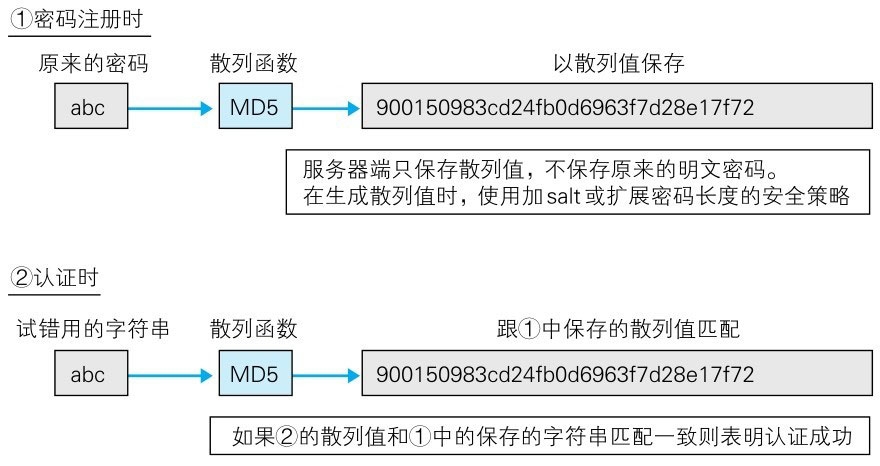 ①密码注册时
原来的密码 散列函数 以散列值保存
abc MD5 900150983cd24fb0d6963f7d28e17f72
服务器端只保存散列值，不保存原来的明文密码。
在生成散列值时，使用加salt或扩展密码长度的安全策略
②认证时
试错用的字符串 散列函数 跟①中保存的散列值匹配
abc MD5 900150983cd24fb0d6963f7d28e17f72
如果②的散列值和①中的保存的字符串匹配一致则表明认证成功